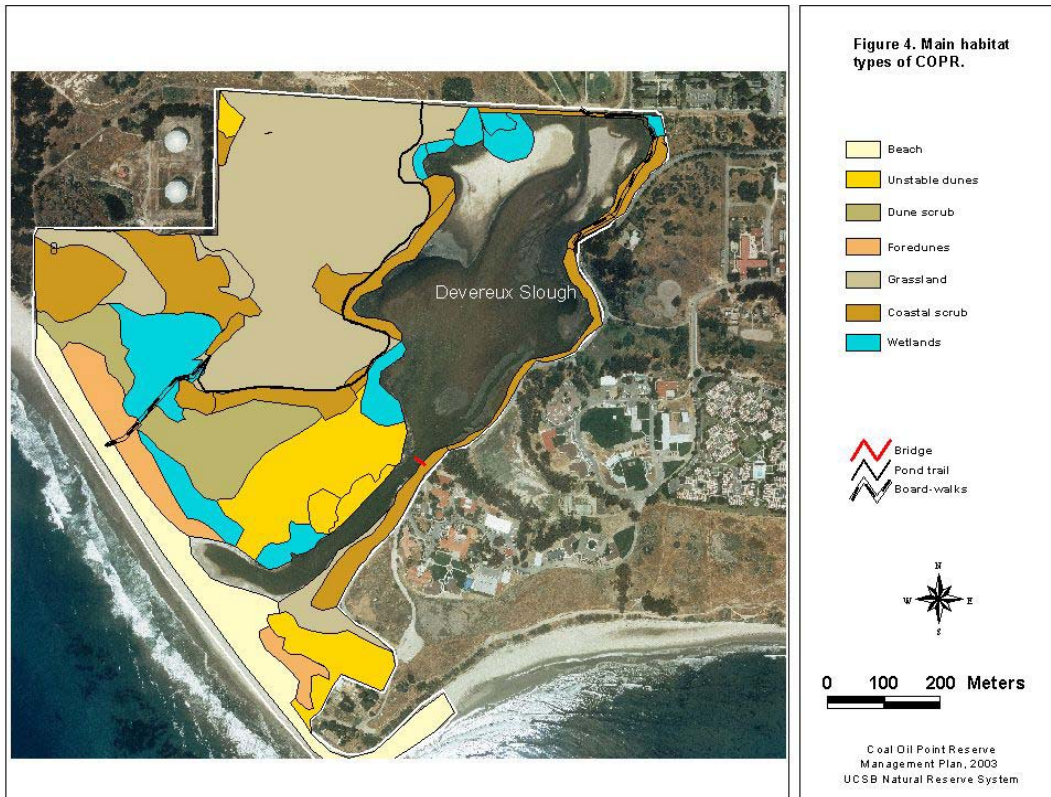 Figure 4. Main habitat
types of COPR.
Beach
Unstable dunes
Dune scrub
Foredunes
Grassland
Coastal scrub
Wetlands
Devereux Slough
Bridge
Pond trail
Board-walks
N
W E
S
0 100 200 Meters
Coal Oil Point Reserve
Management Plan, 2003
UCSB Natural Reserve System